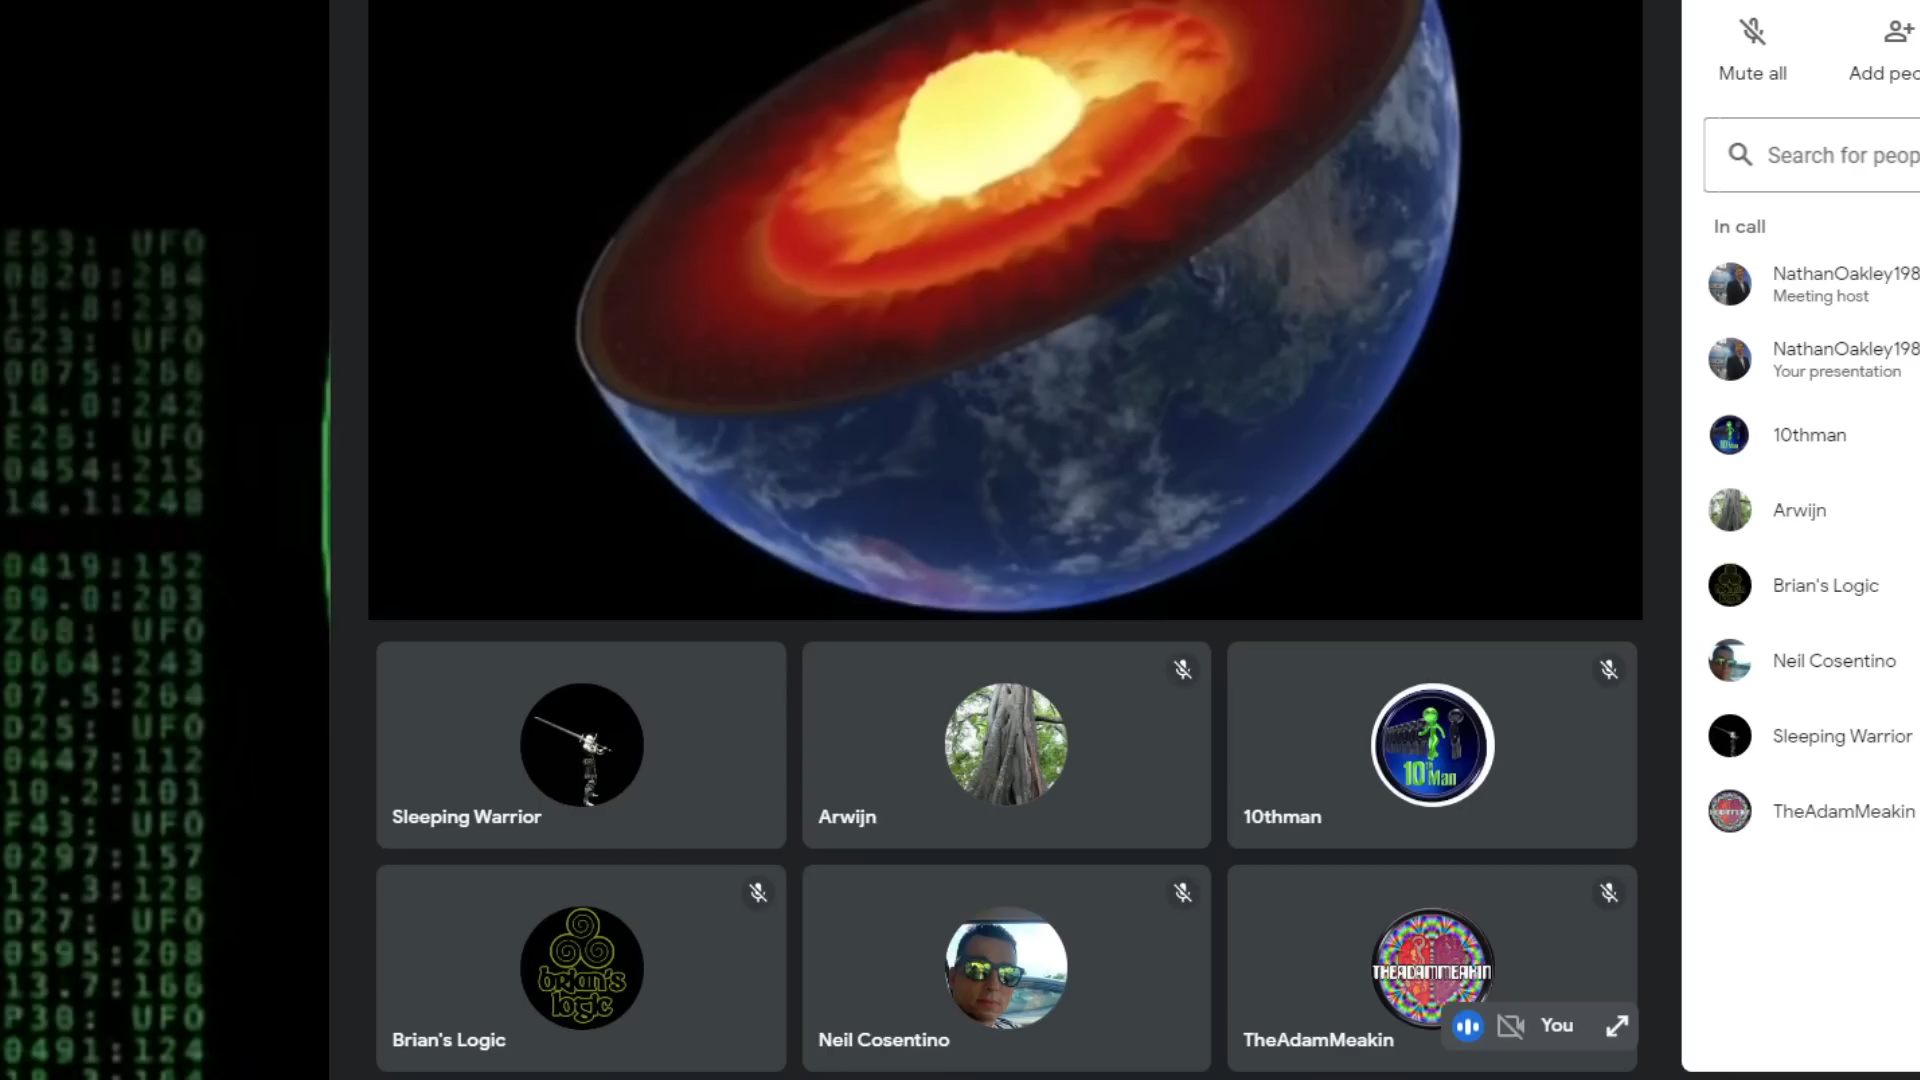 E53: UFO
0820:284
15.8:239
G23: UFO
0075:266
14.0:242
E26: UFO
0454:215
14.1:248
0419:152
09.0:203
Z68: UFO
0664:243
07.5:264
D25: UFO
0447:112
10.2:101
F43: UFO
0297:157
12.3:128
D27: UFO
0595:208
13.7:166
P30: UFO
0491:124
10th Man
brian's logic
THEADAMMEAKIN
Sleeping Warrior
Arwijn
10thman
Brian's Logic
Neil Cosentino
TheAdamMeakin
You
Mute all
Add peo
Search for peop
In call
NathanOakley198
Meeting host
NathanOakley198
Your presentation
10thman
Arwijn
Brian's Logic
Neil Cosentino
Sleeping Warrior
TheAdamMeakin